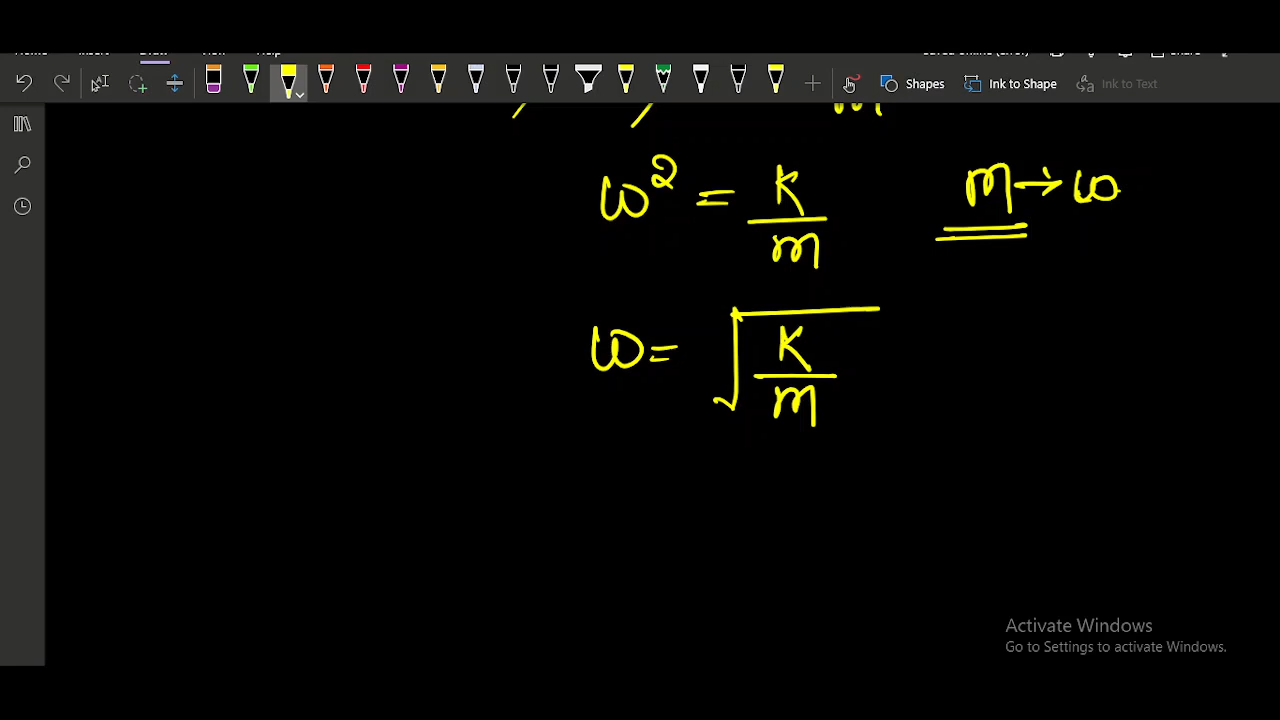 Shapes Ink to Shape Ink to Text
m
ω² = K/m m → ω
ω = √(K/m)
Activate Windows
Go to Settings to activate Windows.